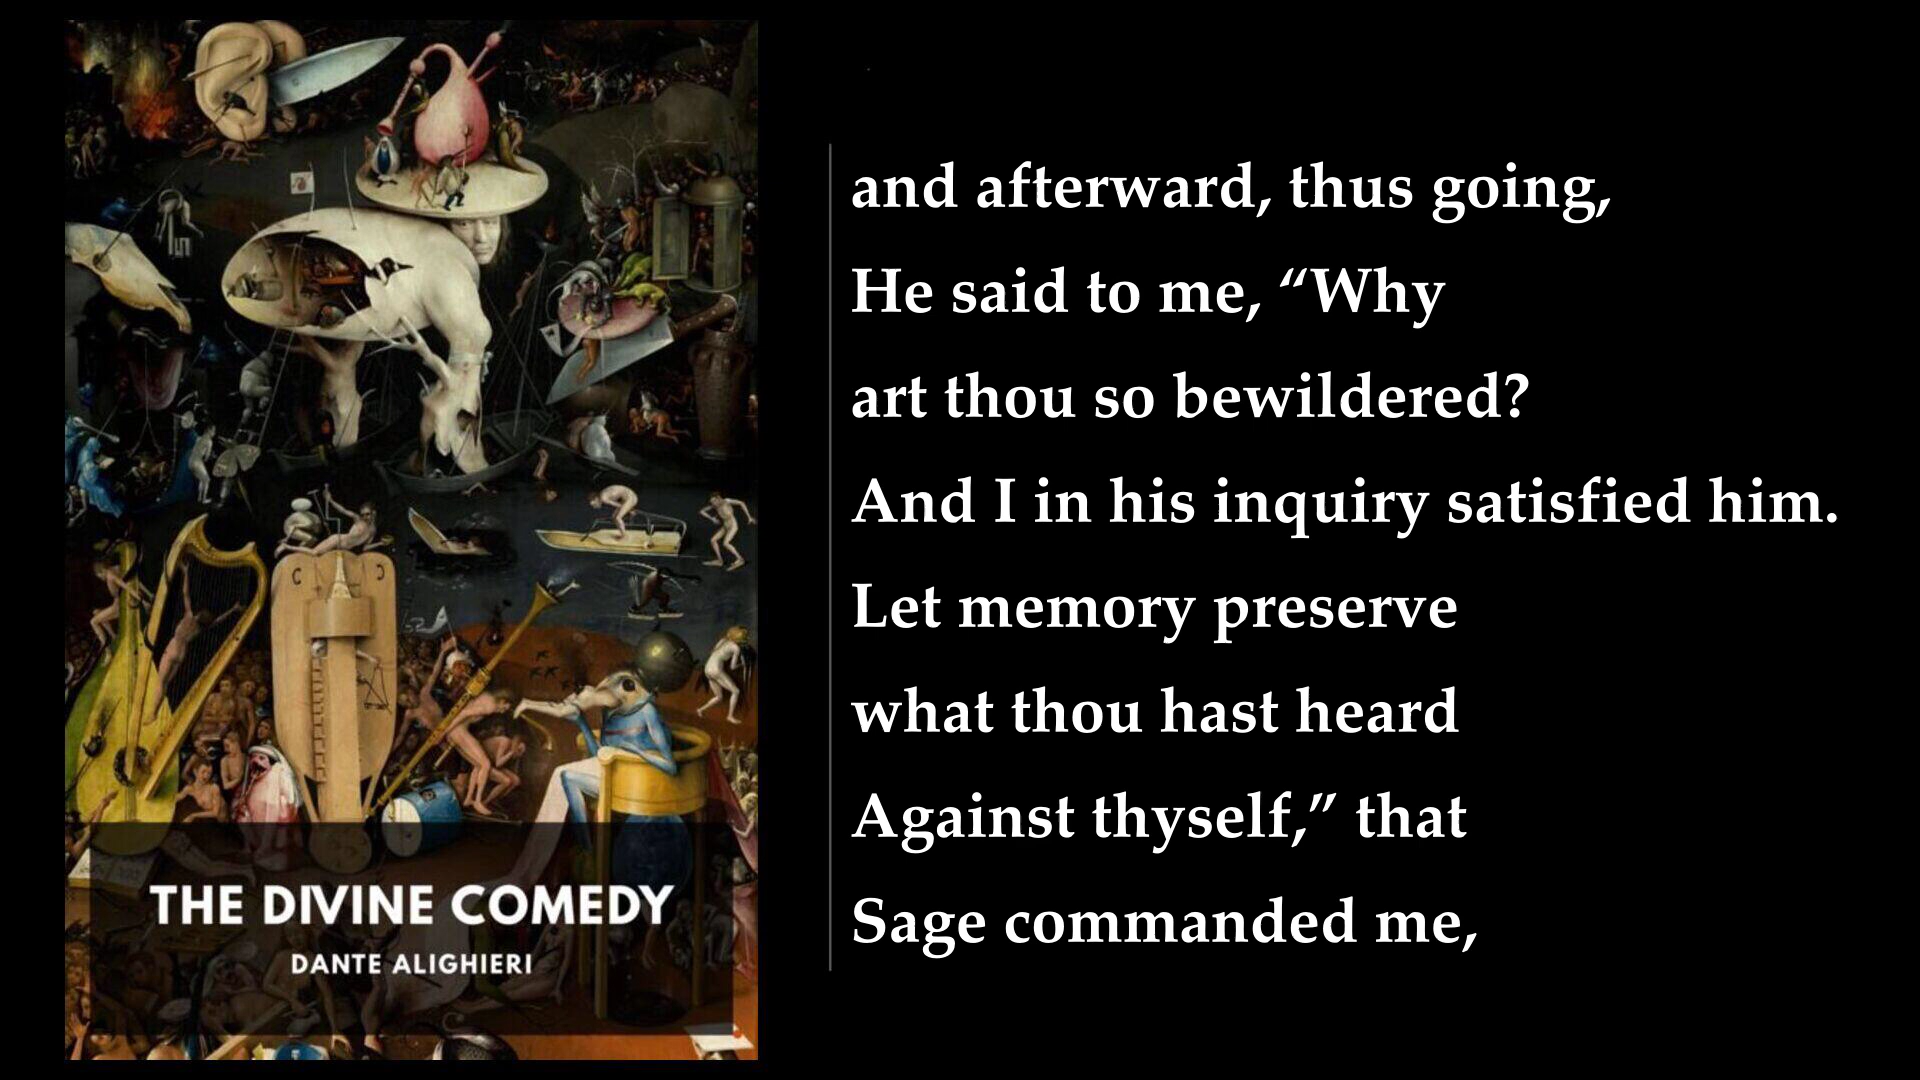 THE DIVINE COMEDY
DANTE ALIGHIERI
and afterward, thus going,
He said to me, “Why
art thou so bewildered?
And I in his inquiry satisfied him.
Let memory preserve
what thou hast heard
Against thyself,” that
Sage commanded me,